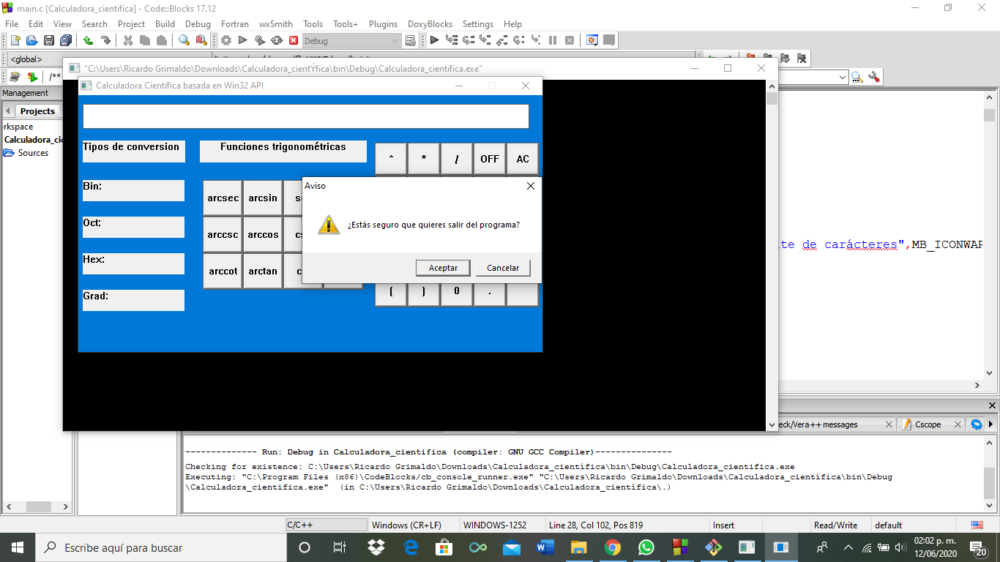 main.c [Calculadora_cientifica] - Code::Blocks 17.12
File Edit View Search Project Build Debug Fortran wxSmith Tools Tools+ Plugins DoxyBlocks Settings Help
Debug
<global>
"C:\Users\Ricardo Grimaldo\Downloads\Calculadora_cientÝfica\bin\Debug\Calculadora_cientifica.exe"
/**
Calculadora Científica basada en Win32 API
Management
Projects
rkspace
Calculadora_cie
Sources
Tipos de conversion
Funciones trigonométricas
^ * / OFF AC
Bin:
Oct:
Hex:
Grad:
arcsec arcsin
arccsc arccos
arccot arctan
Aviso
¿Estás seguro que quieres salir del programa?
Aceptar Cancelar
( ) 0 .
de carácteres",MB_ICONWAR
eck/Vera++ messages
Cscope
-------------- Run: Debug in Calculadora_cientifica (compiler: GNU GCC Compiler)---------------
Checking for existence: C:\Users\Ricardo Grimaldo\Downloads\Calculadora_científica\bin\Debug\Calculadora_cientifica.exe
Executing: "C:\Program Files (x86)\CodeBlocks/cb_console_runner.exe" "C:\Users\Ricardo Grimaldo\Downloads\Calculadora_científica\bin\Debug
\Calculadora_cientifica.exe"  (in C:\Users\Ricardo Grimaldo\Downloads\Calculadora_científica\.)
C/C++ Windows (CR+LF) WINDOWS-1252 Line 28, Col 102, Pos 819 Insert Read/Write default
Escribe aquí para buscar
02:02 p. m.
12/06/2020
20